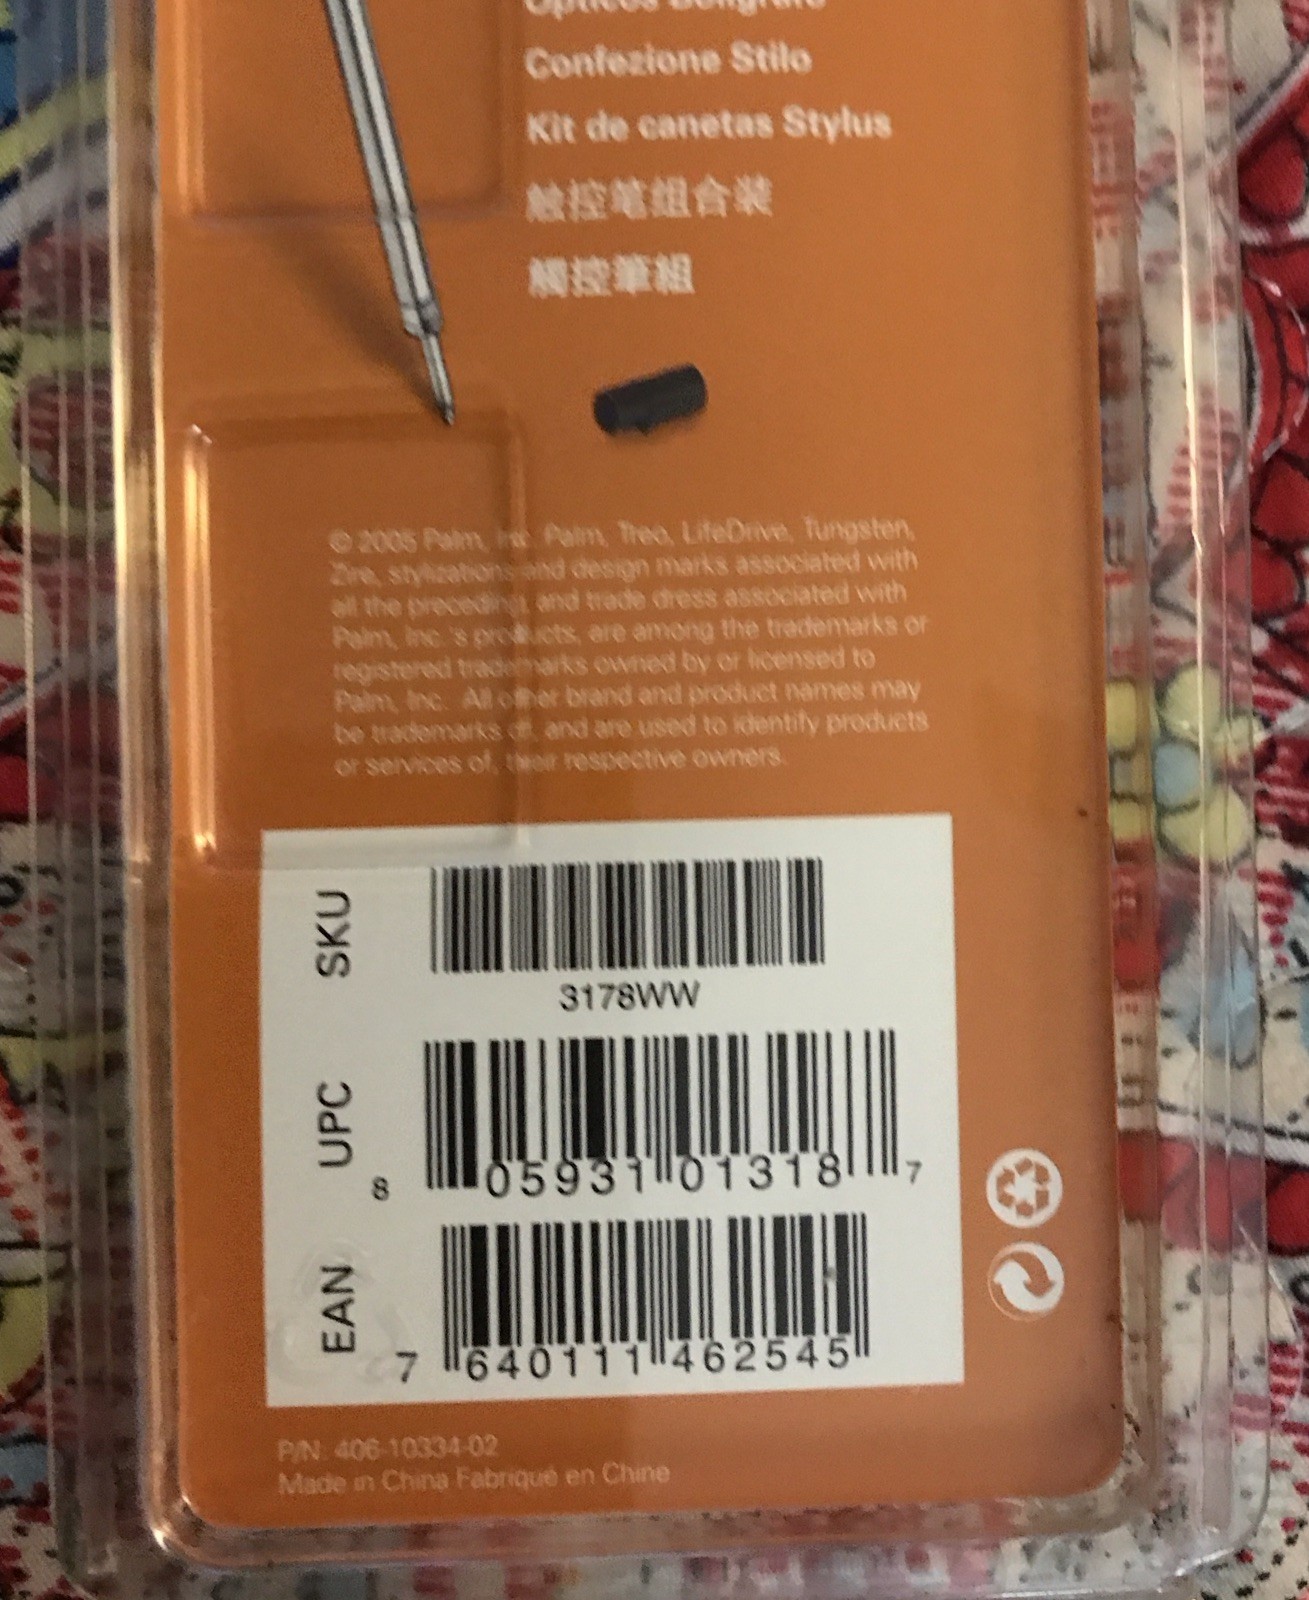 Confezione Stilo
Kit de canetas Stylus
触控笔组合装
觸控筆組
© 2005 Palm, Inc. Palm, Treo, LifeDrive, Tungsten,
Zire, stylizations and design marks associated with
all the preceding, and trade dress associated with
Palm, Inc.'s products, are among the trademarks or
registered trademarks owned by or licensed to
Palm, Inc. All other brand and product names may
be trademarks of, and are used to identify products
or services of, their respective owners.
SKU
3178WW
UPC
8 05931 01318 7
EAN
7 640111 462545
P/N: 406-10334-02
Made in China Fabriqué en Chine